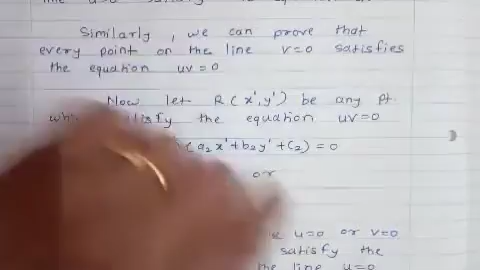 Similarly, we can prove that
every point on the line v=0 satisfies
the equation uv=0
Now let R(x',y') be any pt.
the equation uv=0
(a₂x'+b₂y'+c₂)=0
or
u=0 or v=0
satisfy the
the line u=0